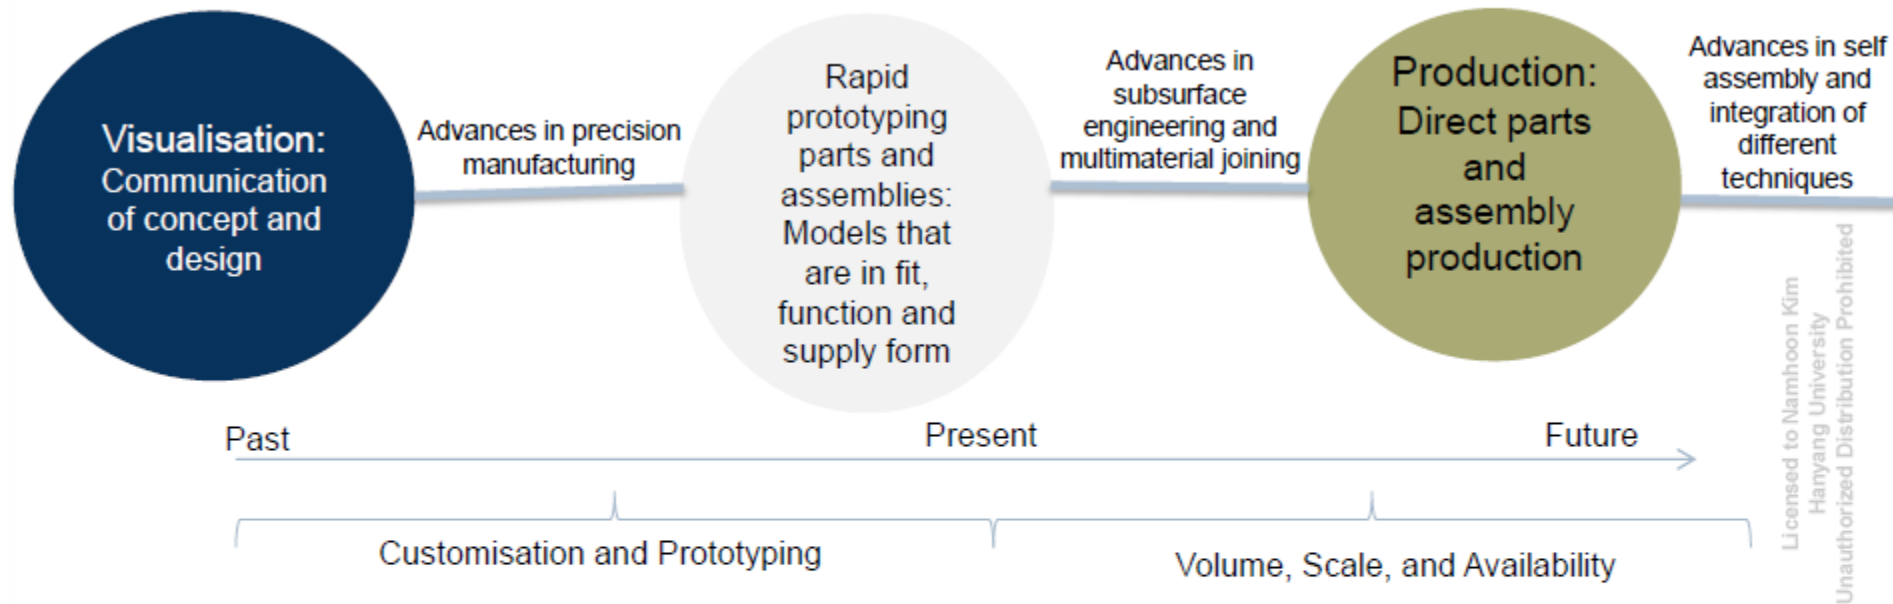 Visualisation:
Communication
of concept and
design
Advances in precision
manufacturing
Rapid
prototyping
parts and
assemblies:
Models that
are in fit,
function and
supply form
Advances in
subsurface
engineering and
multimaterial joining
Production:
Direct parts
and
assembly
production
Advances in self
assembly and
integration of
different
techniques
Past
Present
Future
Customisation and Prototyping
Volume, Scale, and Availability
Licensed to Namhoon Kim
Hanyang University
Unauthorized Distribution Prohibited